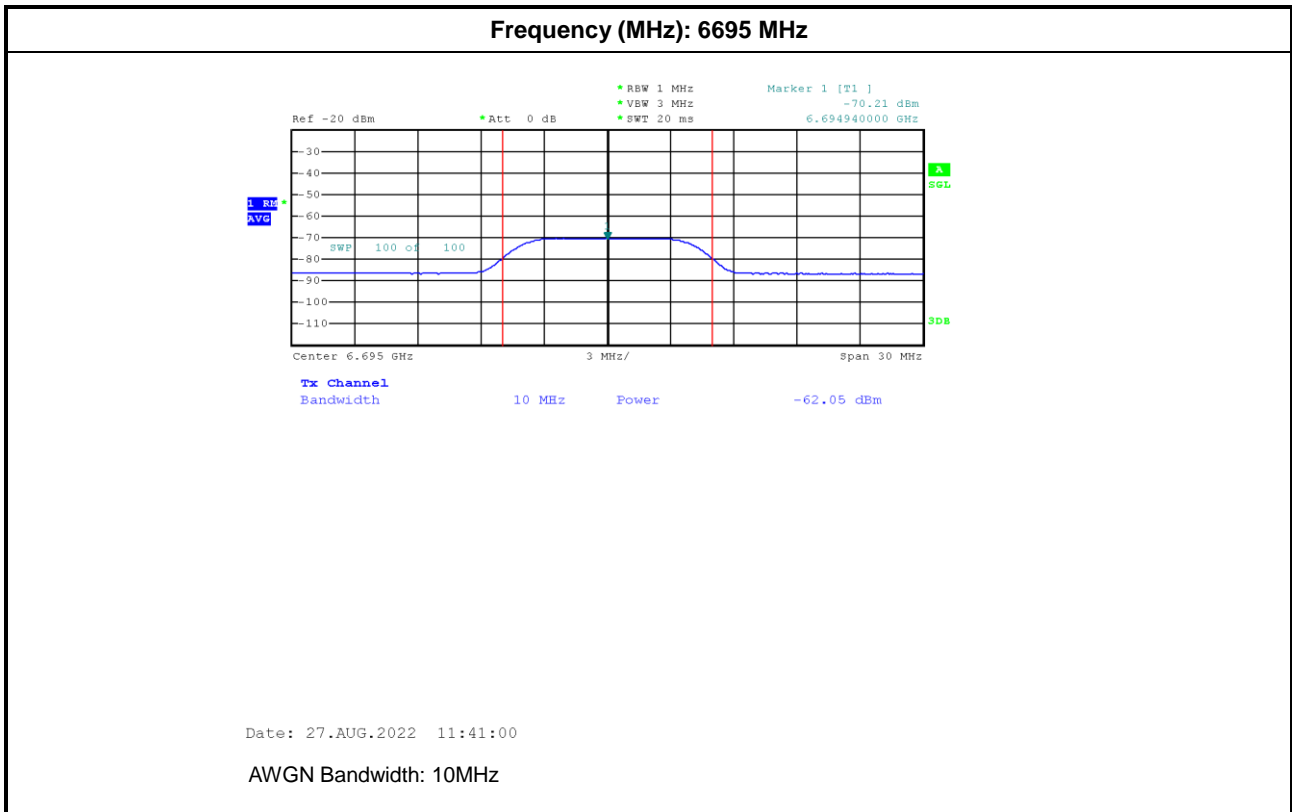 Frequency (MHz): 6695 MHz
* RBW 1 MHz Marker 1 [T1 ]
* VBW 3 MHz -70.21 dBm
Ref -20 dBm * Att 0 dB * SWT 20 ms 6.694940000 GHz
-30
A
-40
SGL
-50
1 RM *
AVG
-60
-70
1
SWP 100 of 100
-80
-90
-100
-110
3DB
Center 6.695 GHz 3 MHz/ Span 30 MHz
Tx Channel
Bandwidth 10 MHz Power -62.05 dBm
Date: 27.AUG.2022 11:41:00
AWGN Bandwidth: 10MHz